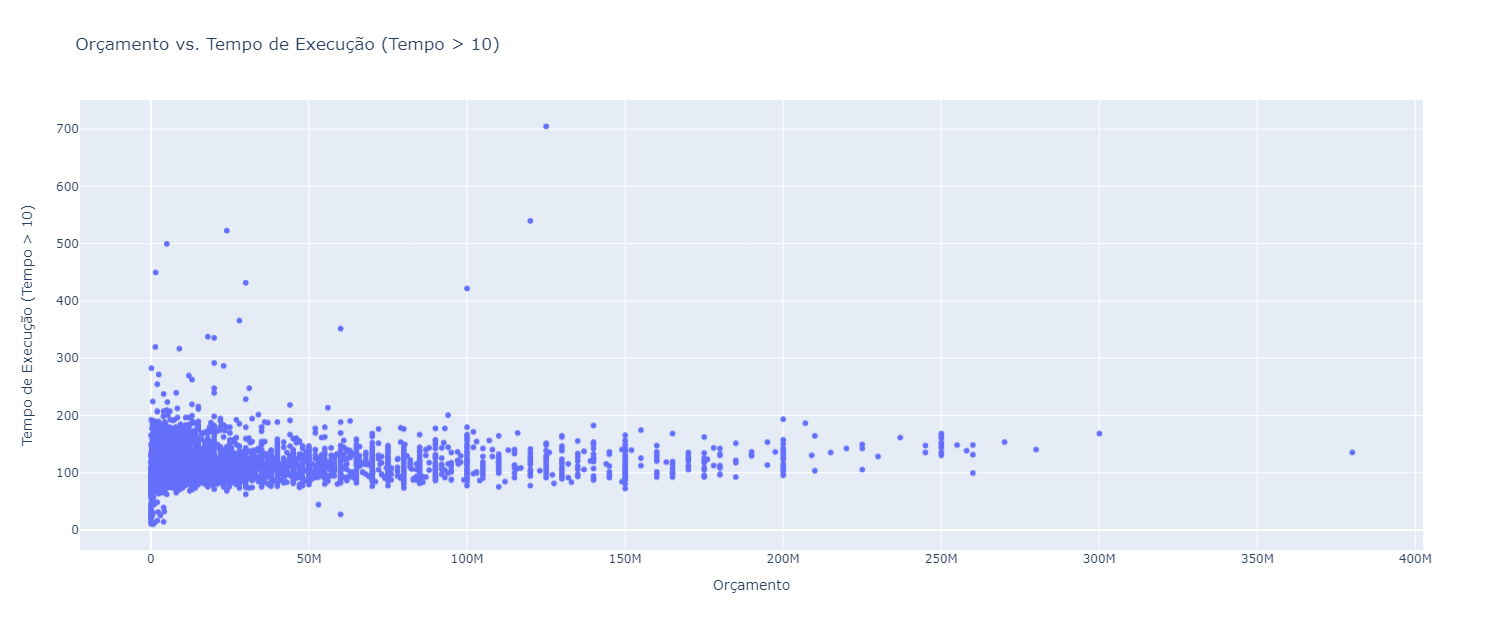 Orçamento vs. Tempo de Execução (Tempo > 10)
Tempo de Execução (Tempo > 10)
700
600
500
400
300
200
100
0
0 50M 100M 150M 200M 250M 300M 350M 400M
Orçamento